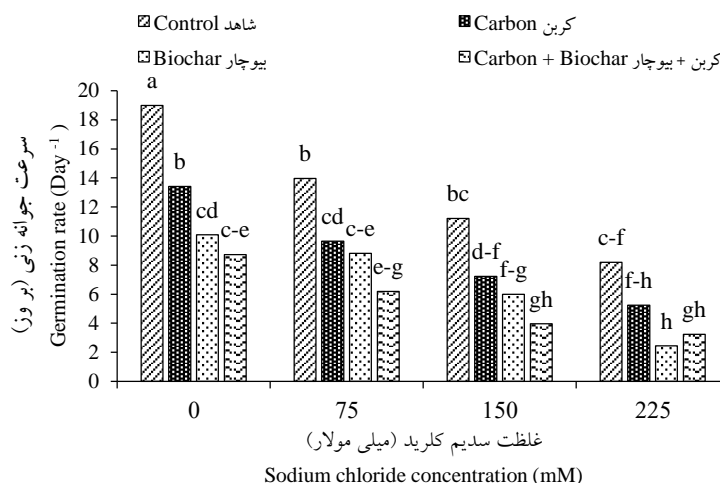 Control شاهد
Carbon کربن
Biochar بیوچار
Carbon + Biochar کربن + بیوچار
سرعت جوانه زنی (بر وز)
Germination rate (Day -1)
20
18
16
14
12
10
8
6
4
2
0
a
b
cd
c-e
b
cd
c-e
e-g
bc
d-f
f-g
gh
c-f
f-h
h
gh
0 75 150 225
غلظت سدیم کلرید (میلی مولار)
Sodium chloride concentration (mM)